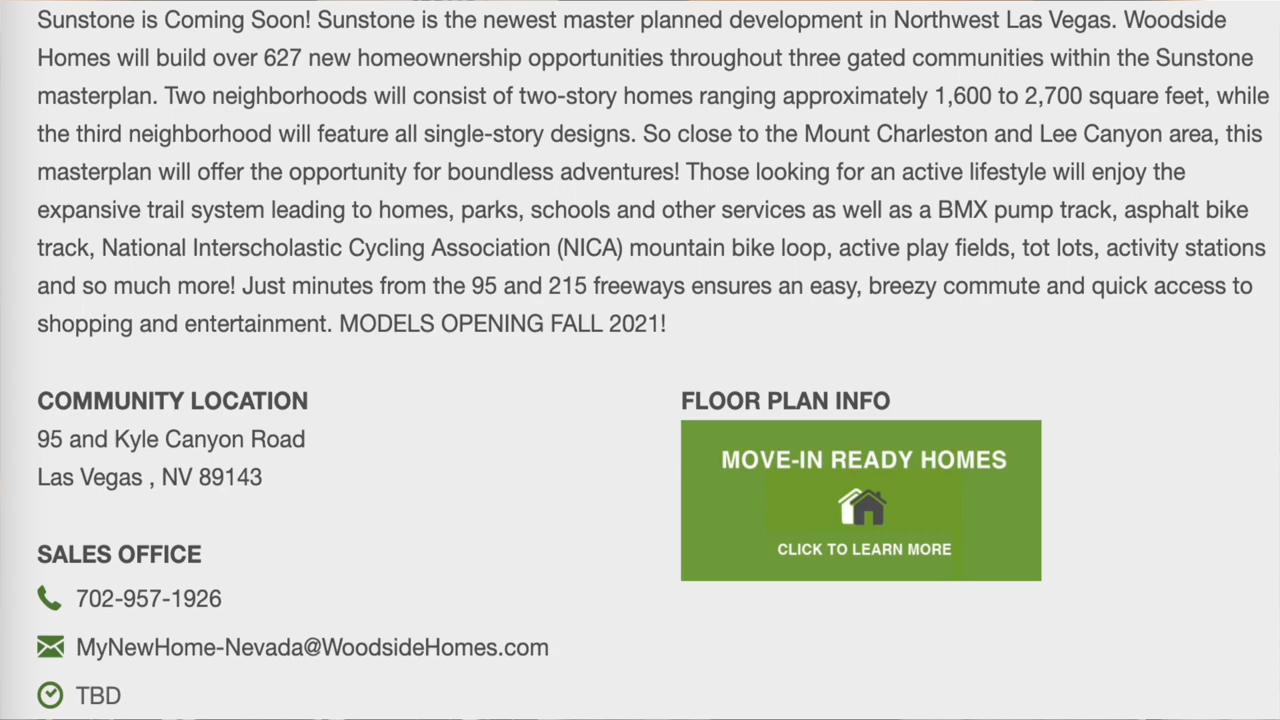 Sunstone is Coming Soon! Sunstone is the newest master planned development in Northwest Las Vegas. Woodside
Homes will build over 627 new homeownership opportunities throughout three gated communities within the Sunstone
masterplan. Two neighborhoods will consist of two-story homes ranging approximately 1,600 to 2,700 square feet, while
the third neighborhood will feature all single-story designs. So close to the Mount Charleston and Lee Canyon area, this
masterplan will offer the opportunity for boundless adventures! Those looking for an active lifestyle will enjoy the
expansive trail system leading to homes, parks, schools and other services as well as a BMX pump track, asphalt bike
track, National Interscholastic Cycling Association (NICA) mountain bike loop, active play fields, tot lots, activity stations
and so much more! Just minutes from the 95 and 215 freeways ensures an easy, breezy commute and quick access to
shopping and entertainment. MODELS OPENING FALL 2021!
COMMUNITY LOCATION
95 and Kyle Canyon Road
Las Vegas , NV 89143
SALES OFFICE
702-957-1926
MyNewHome-Nevada@WoodsideHomes.com
TBD
FLOOR PLAN INFO
MOVE-IN READY HOMES
CLICK TO LEARN MORE